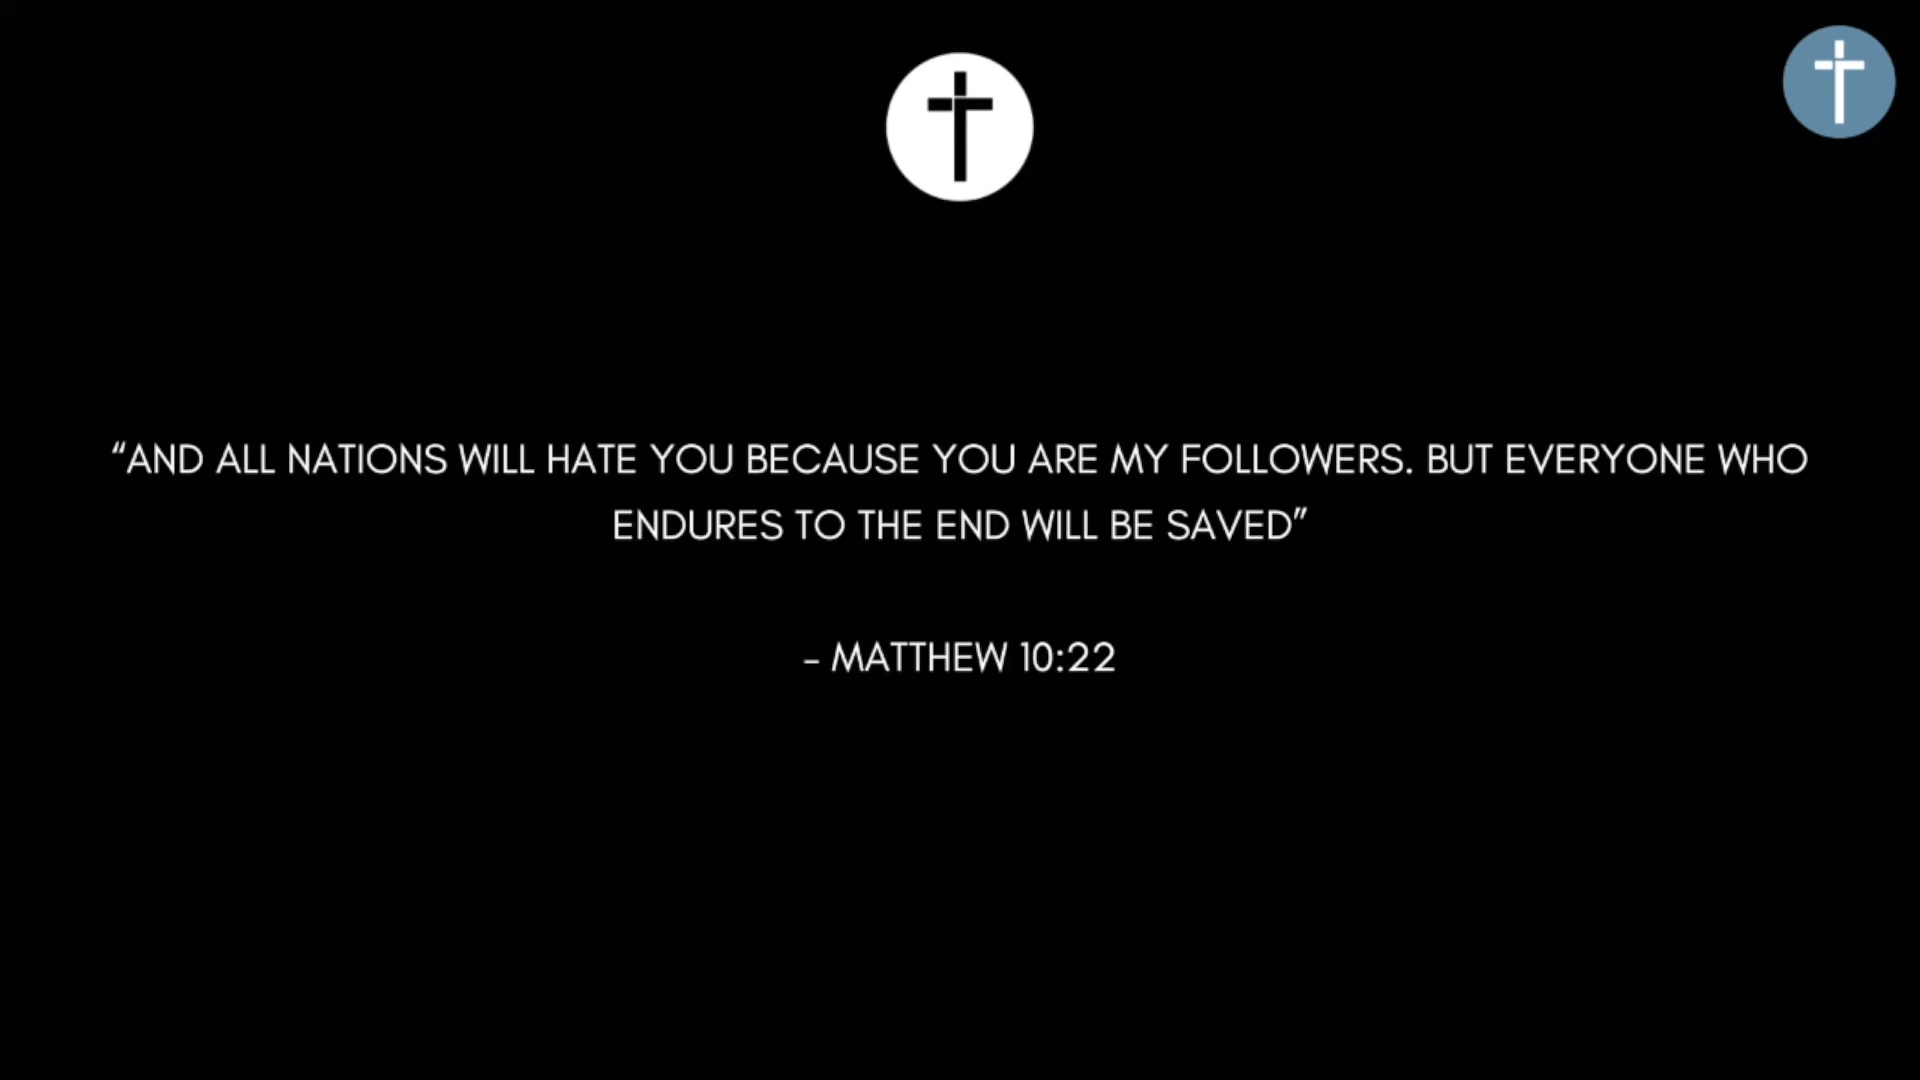 “AND ALL NATIONS WILL HATE YOU BECAUSE YOU ARE MY FOLLOWERS. BUT EVERYONE WHO
ENDURES TO THE END WILL BE SAVED”
– MATTHEW 10:22